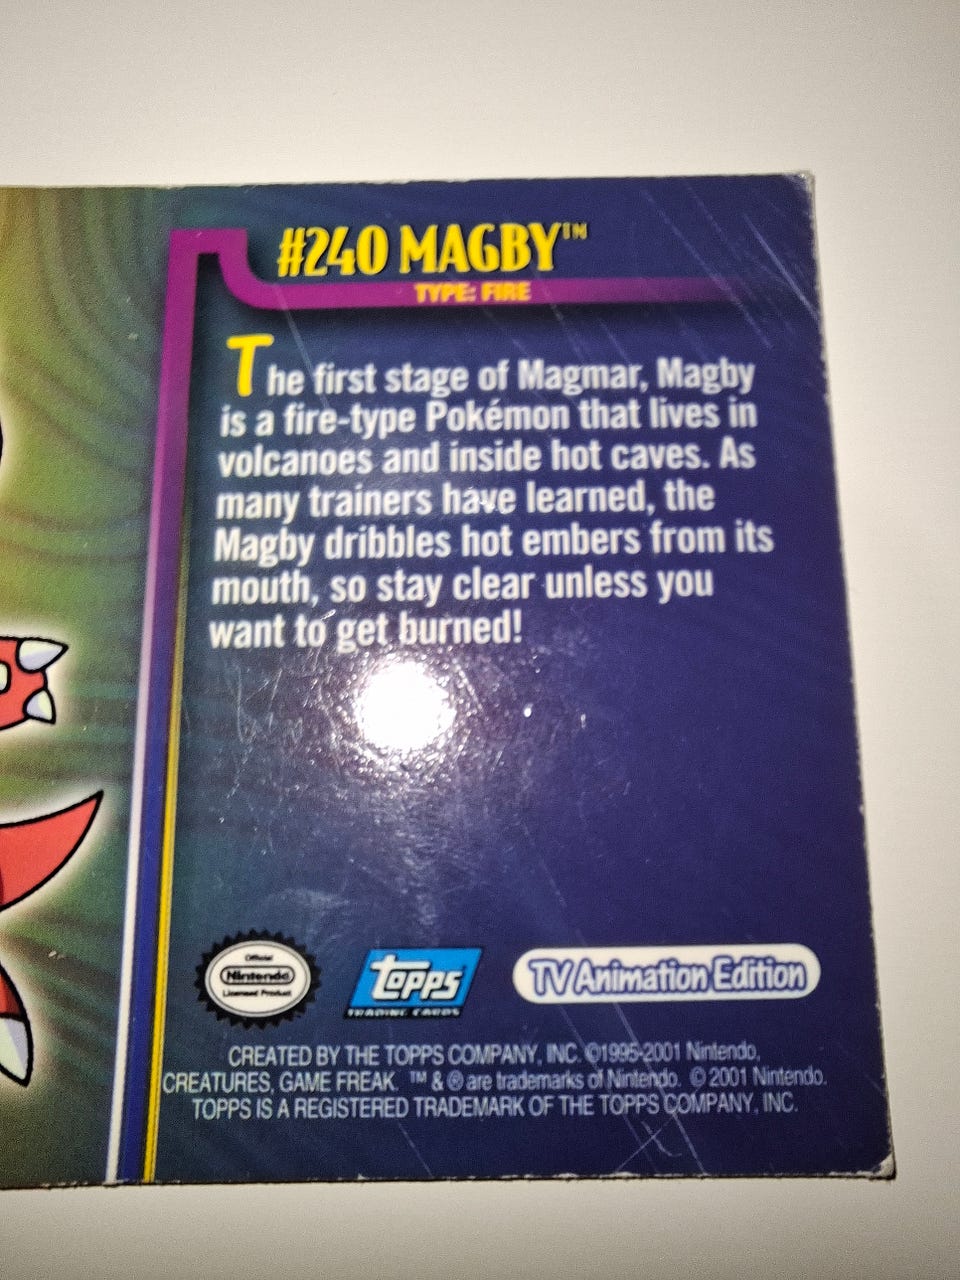 #240 MAGBY™
TYPE: FIRE
The first stage of Magmar, Magby
is a fire-type Pokémon that lives in
volcanoes and inside hot caves. As
many trainers have learned, the
Magby dribbles hot embers from its
mouth, so stay clear unless you
want to get burned!
Official
Nintendo
Licensed Product
TOPPS
TRADING CARDS
TV Animation Edition
CREATED BY THE TOPPS COMPANY, INC. ©1995-2001 Nintendo,
CREATURES, GAME FREAK. ™ & ® are trademarks of Nintendo. © 2001 Nintendo.
TOPPS IS A REGISTERED TRADEMARK OF THE TOPPS COMPANY, INC.